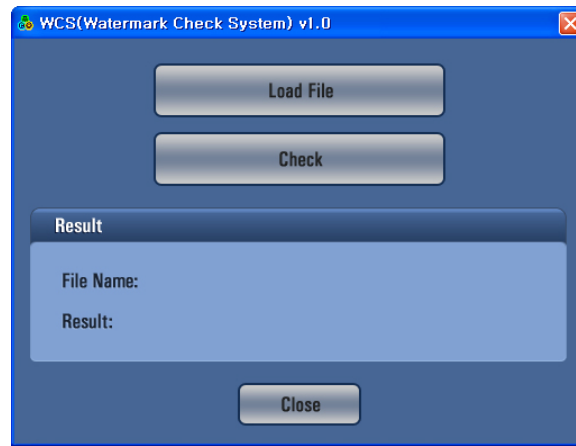 WCS(Watermark Check System) v1.0
Load File
Check
Result
File Name:
Result:
Close